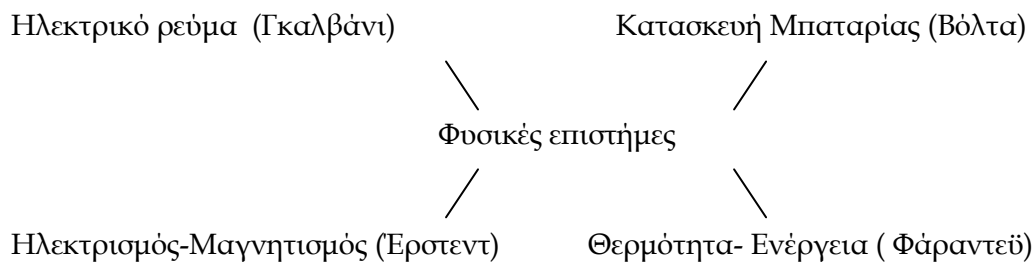 Ηλεκτρικό ρεύμα (Γκαλβάνι) Κατασκευή Μπαταρίας (Βόλτα)
Φυσικές επιστήμες
Ηλεκτρισμός-Μαγνητισμός (Έρστεντ) Θερμότητα- Ενέργεια ( Φάραντεϋ)